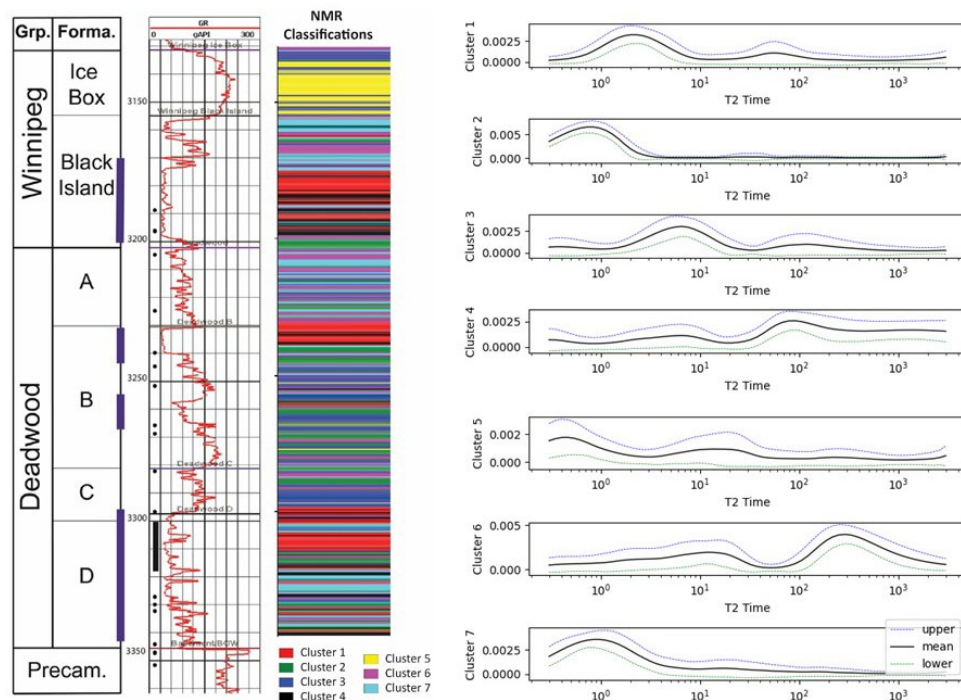 Grp.
Forma.
GR
0 gAPI 300
NMR
Classifications
Winnipeg
Ice
Box
Black
Island
Deadwood
A
B
C
D
Precam.
Winnipeg Ice Box
3150
Winnipeg Black Island
3200
Deadwood
Deadwood B
3250
Deadwood C
Deadwood D
3300
3350
Cluster 1
Cluster 2
Cluster 3
Cluster 4
Cluster 5
Cluster 6
Cluster 7
Cluster 1
0.0025
0.0000
10⁰ 10¹ 10² 10³
T2 Time
Cluster 2
0.005
0.000
10⁰ 10¹ 10² 10³
T2 Time
Cluster 3
0.0025
0.0000
10⁰ 10¹ 10² 10³
T2 Time
Cluster 4
0.0025
0.0000
10⁰ 10¹ 10² 10³
T2 Time
Cluster 5
0.002
0.000
10⁰ 10¹ 10² 10³
T2 Time
Cluster 6
0.005
0.000
10⁰ 10¹ 10² 10³
T2 Time
Cluster 7
0.0025
0.0000
10⁰ 10¹ 10² 10³
T2 Time
upper
mean
lower